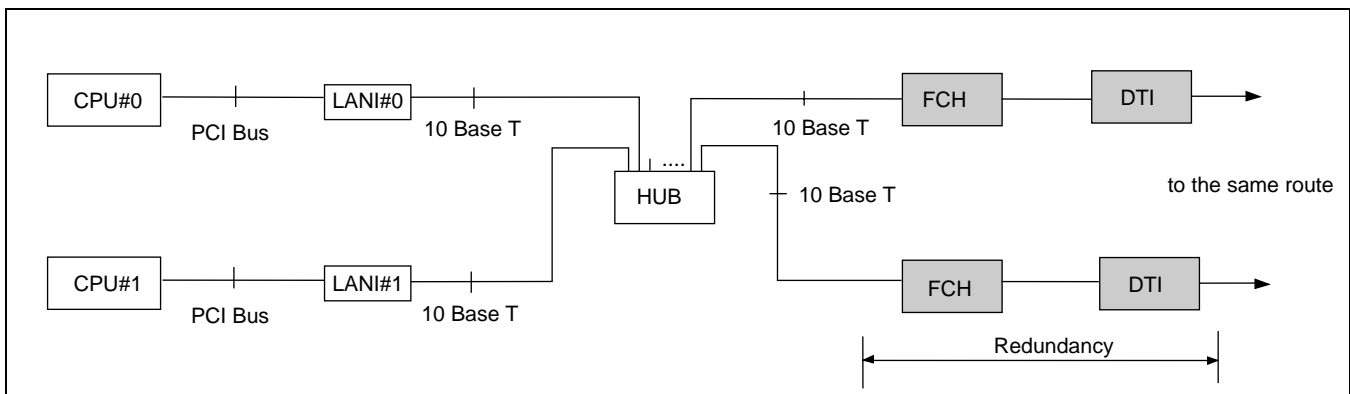 CPU#0
PCI Bus
LANI#0
10 Base T
10 Base T
FCH
DTI
....
HUB
10 Base T
to the same route
CPU#1
PCI Bus
LANI#1
10 Base T
FCH
DTI
Redundancy